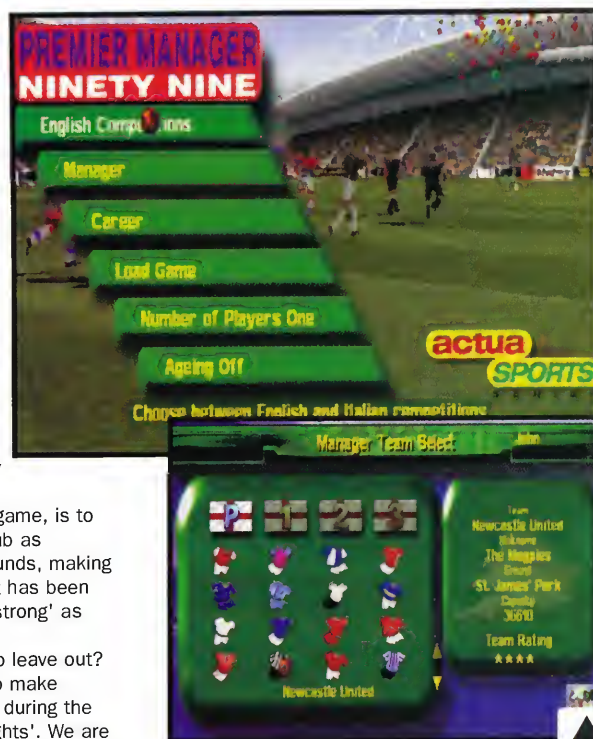 PREMIER MANAGER
NINETY NINE
English
Manager
Career
Load Game
Number of Players One
Ageing Off
actua
SPORTS
SERIES
Choose between English and Italian competitions
game, is to
ub as
unds, making
t has been
strong' as
o leave out?
o make
during the
ghts'. We are
Manager Team Select
John
P
1
2
3
Newcastle United
Team
Newcastle United
Nickname
The Magpies
Ground
St. James' Park
Capacity
36610
Team Rating